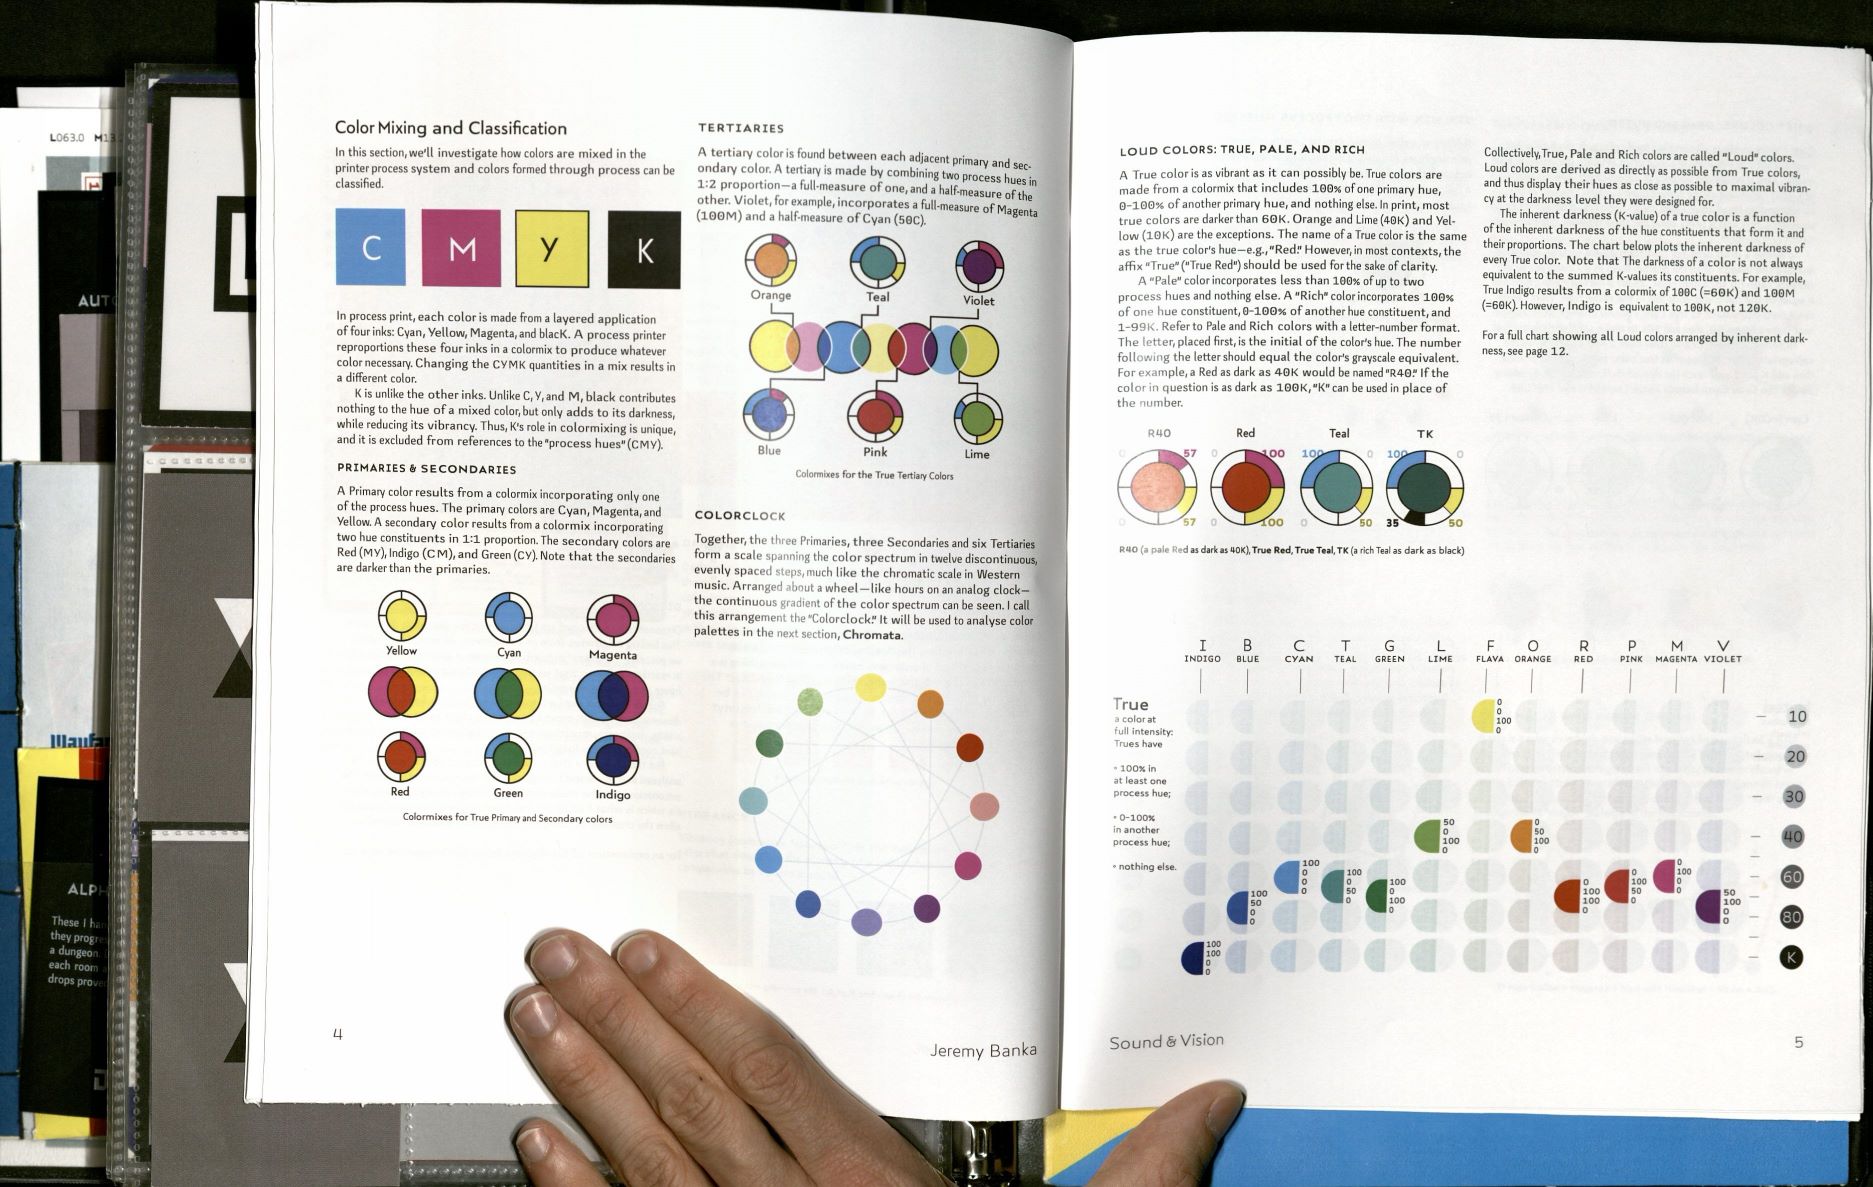 L063.0 M13
AUT
Mayfa
ALPH
These I ha
they progre
a dungeon.
each room a
drops prove
D
Color Mixing and Classification
In this section, we'll investigate how colors are mixed in the
printer process system and colors formed through process can be
classified.
C M Y K
In process print, each color is made from a layered application
of four inks: Cyan, Yellow, Magenta, and blacK. A process printer
reproportions these four inks in a colormix to produce whatever
color necessary. Changing the CYMK quantities in a mix results in
a different color.
K is unlike the other inks. Unlike C, Y, and M, black contributes
nothing to the hue of a mixed color, but only adds to its darkness,
while reducing its vibrancy. Thus, K's role in colormixing is unique,
and it is excluded from references to the "process hues" (CMY).
PRIMARIES & SECONDARIES
A Primary color results from a colormix incorporating only one
of the process hues. The primary colors are Cyan, Magenta, and
Yellow. A secondary color results from a colormix incorporating
two hue constituents in 1:1 proportion. The secondary colors are
Red (MY), Indigo (CM), and Green (CY). Note that the secondaries
are darker than the primaries.
Yellow Cyan Magenta
Red Green Indigo
Colormixes for True Primary and Secondary colors
4
TERTIARIES
A tertiary color is found between each adjacent primary and sec-
ondary color. A tertiary is made by combining two process hues in
1:2 proportion—a full-measure of one, and a half-measure of the
other. Violet, for example, incorporates a full-measure of Magenta
(100M) and a half-measure of Cyan (50C).
Orange Teal Violet
Blue Pink Lime
Colormixes for the True Tertiary Colors
COLORCLOCK
Together, the three Primaries, three Secondaries and six Tertiaries
form a scale spanning the color spectrum in twelve discontinuous,
evenly spaced steps, much like the chromatic scale in Western
music. Arranged about a wheel—like hours on an analog clock—
the continuous gradient of the color spectrum can be seen. I call
this arrangement the "Colorclock." It will be used to analyse color
palettes in the next section, Chromata.
Jeremy Banka
LOUD COLORS: TRUE, PALE, AND RICH
A True color is as vibrant as it can possibly be. True colors are
made from a colormix that includes 100% of one primary hue,
0-100% of another primary hue, and nothing else. In print, most
true colors are darker than 60K. Orange and Lime (40K) and Yel-
low (10K) are the exceptions. The name of a True color is the same
as the true color's hue—e.g., "Red." However, in most contexts, the
affix "True" ("True Red") should be used for the sake of clarity.
A "Pale" color incorporates less than 100% of up to two
process hues and nothing else. A "Rich" color incorporates 100%
of one hue constituent, 0-100% of another hue constituent, and
1-99K. Refer to Pale and Rich colors with a letter-number format.
The letter, placed first, is the initial of the color's hue. The number
following the letter should equal the color's grayscale equivalent.
For example, a Red as dark as 40K would be named "R40." If the
color in question is as dark as 100K, "K" can be used in place of
the number.
R40 Red Teal TK
0 57 0 100 100 0 100 0
0 57 0 100 0 50 35 50
R40 (a pale Red as dark as 40K), True Red, True Teal, TK (a rich Teal as dark as black)
Collectively, True, Pale and Rich colors are called "Loud" colors.
Loud colors are derived as directly as possible from True colors,
and thus display their hues as close as possible to maximal vibran-
cy at the darkness level they were designed for.
The inherent darkness (K-value) of a true color is a function
of the inherent darkness of the hue constituents that form it and
their proportions. The chart below plots the inherent darkness of
every True color. Note that The darkness of a color is not always
equivalent to the summed K-values its constituents. For example,
True Indigo results from a colormix of 100C (=60K) and 100M
(=60K). However, Indigo is equivalent to 100K, not 120K.
For a full chart showing all Loud colors arranged by inherent dark-
ness, see page 12.
I B C T G L F O R P M V
INDIGO BLUE CYAN TEAL GREEN LIME FLAVA ORANGE RED PINK MAGENTA VIOLET
True
a color at
full intensity:
Trues have
• 100% in
at least one
process hue;
• 0-100%
in another
process hue;
• nothing else.
0
0
100
0
50
0
100
0
0
50
100
0
100
0
0
0
100
0
50
0
100
0
100
0
0
100
100
0
0
100
50
0
0
100
0
0
100
50
0
0
50
100
0
0
100
100
0
0
10
20
30
40
60
80
K
Sound & Vision
5